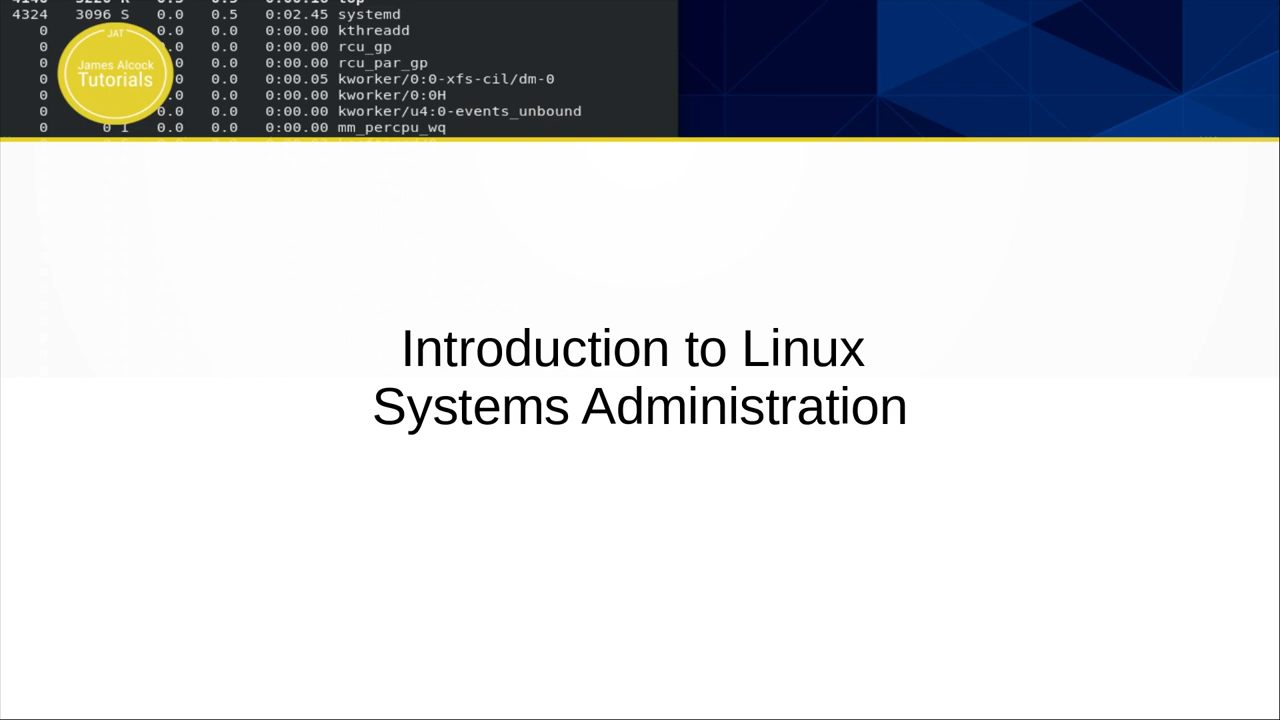 4324 3096 S 0.0 0.5 0:02.45 systemd
0 0.0 0.0 0:00.00 kthreadd
0 0.0 0.0 0:00.00 rcu_gp
0 0.0 0.0 0:00.00 rcu_par_gp
0 0.0 0.0 0:00.05 kworker/0:0-xfs-cil/dm-0
0 0.0 0.0 0:00.00 kworker/0:0H
0 0.0 0.0 0:00.00 kworker/u4:0-events_unbound
0 0 I 0.0 0.0 0:00.00 mm_percpu_wq
JAT
James Alcock
Tutorials
Introduction to Linux
Systems Administration